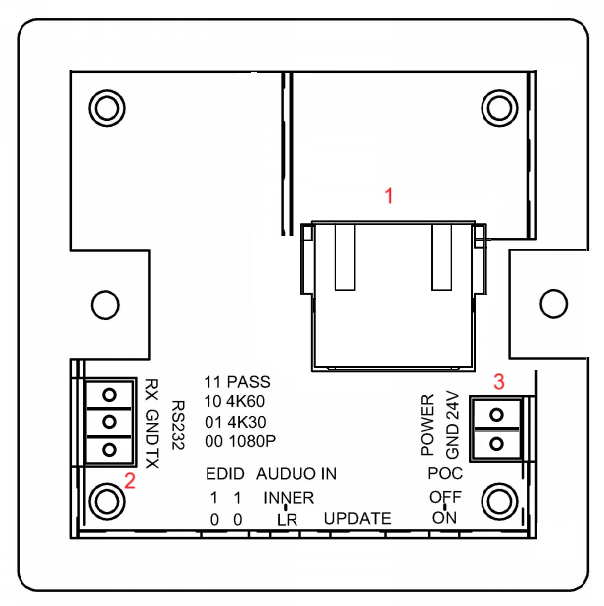 1
11 PASS
10 4K60
01 4K30
00 1080P
RX GND TX
RS232
2
3
POWER
GND 24V
EDID AUDUO IN
1 1 INNER
0 0 LR
UPDATE
POC
OFF
ON